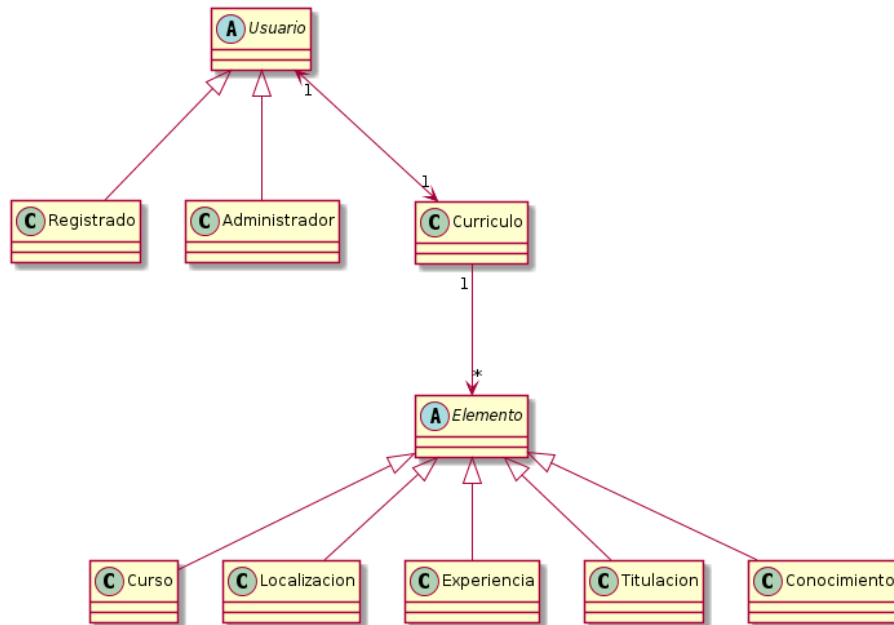 A Usuario
1
C Registrado
C Administrador
1
C Curriculo
1
*
A Elemento
C Curso
C Localizacion
C Experiencia
C Titulacion
C Conocimiento